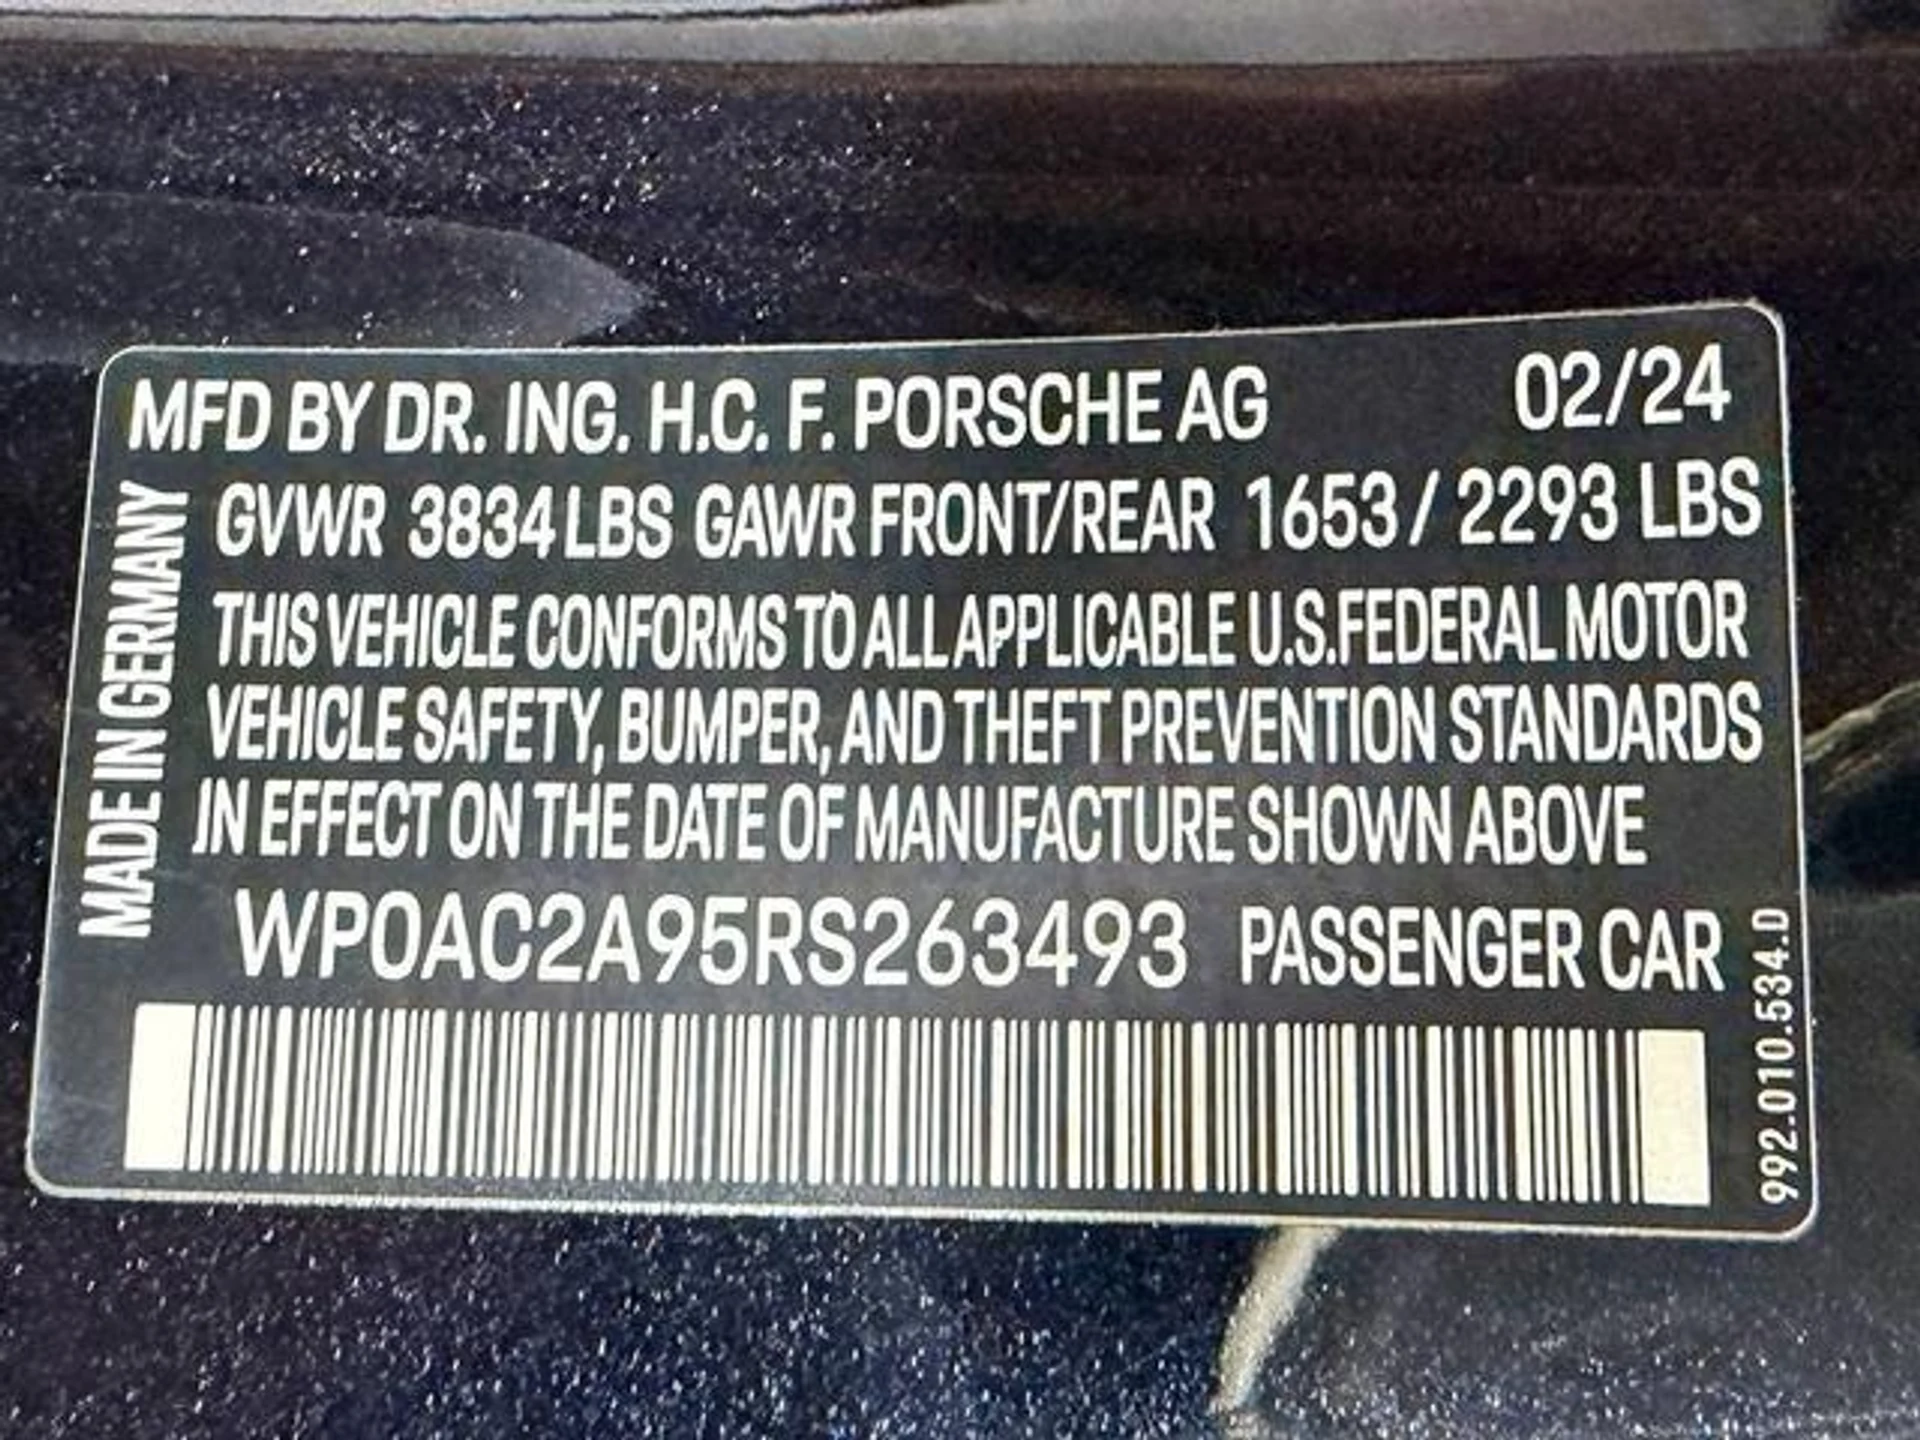 MFD BY DR. ING. H.C. F. PORSCHE AG 02/24
GVWR 3834 LBS GAWR FRONT/REAR 1653 / 2293 LBS
THIS VEHICLE CONFORMS TO ALL APPLICABLE U.S.FEDERAL MOTOR
VEHICLE SAFETY, BUMPER, AND THEFT PREVENTION STANDARDS
IN EFFECT ON THE DATE OF MANUFACTURE SHOWN ABOVE
WP0AC2A95RS263493 PASSENGER CAR
MADE IN GERMANY
992.010.534.D